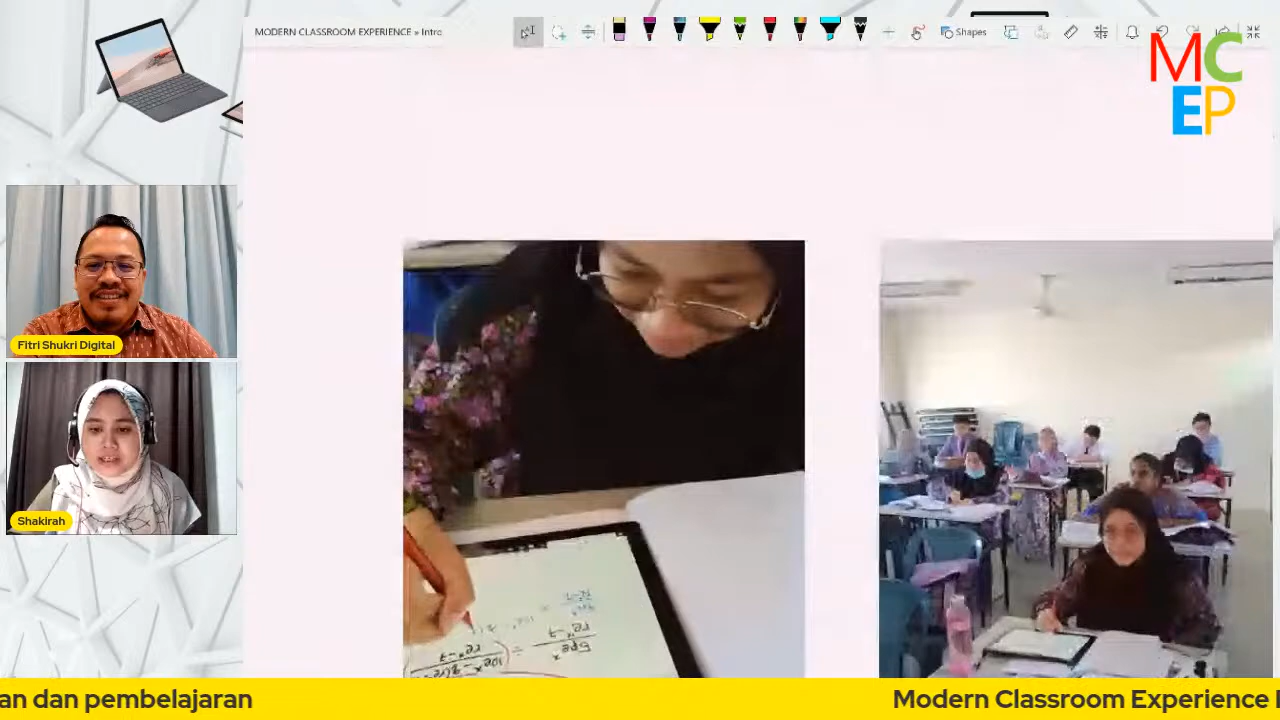 MODERN CLASSROOM EXPERIENCE » Intro
Shapes
MC
EP
Fitri Shukri Digital
Shakirah
an dan pembelajaran
Modern Classroom Experience